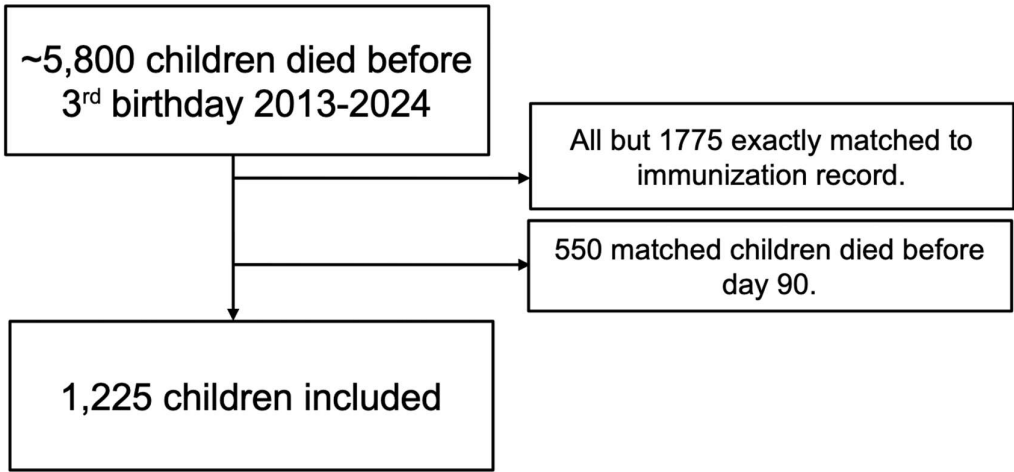 ~5,800 children died before
3rd birthday 2013-2024
All but 1775 exactly matched to
immunization record.
550 matched children died before
day 90.
1,225 children included